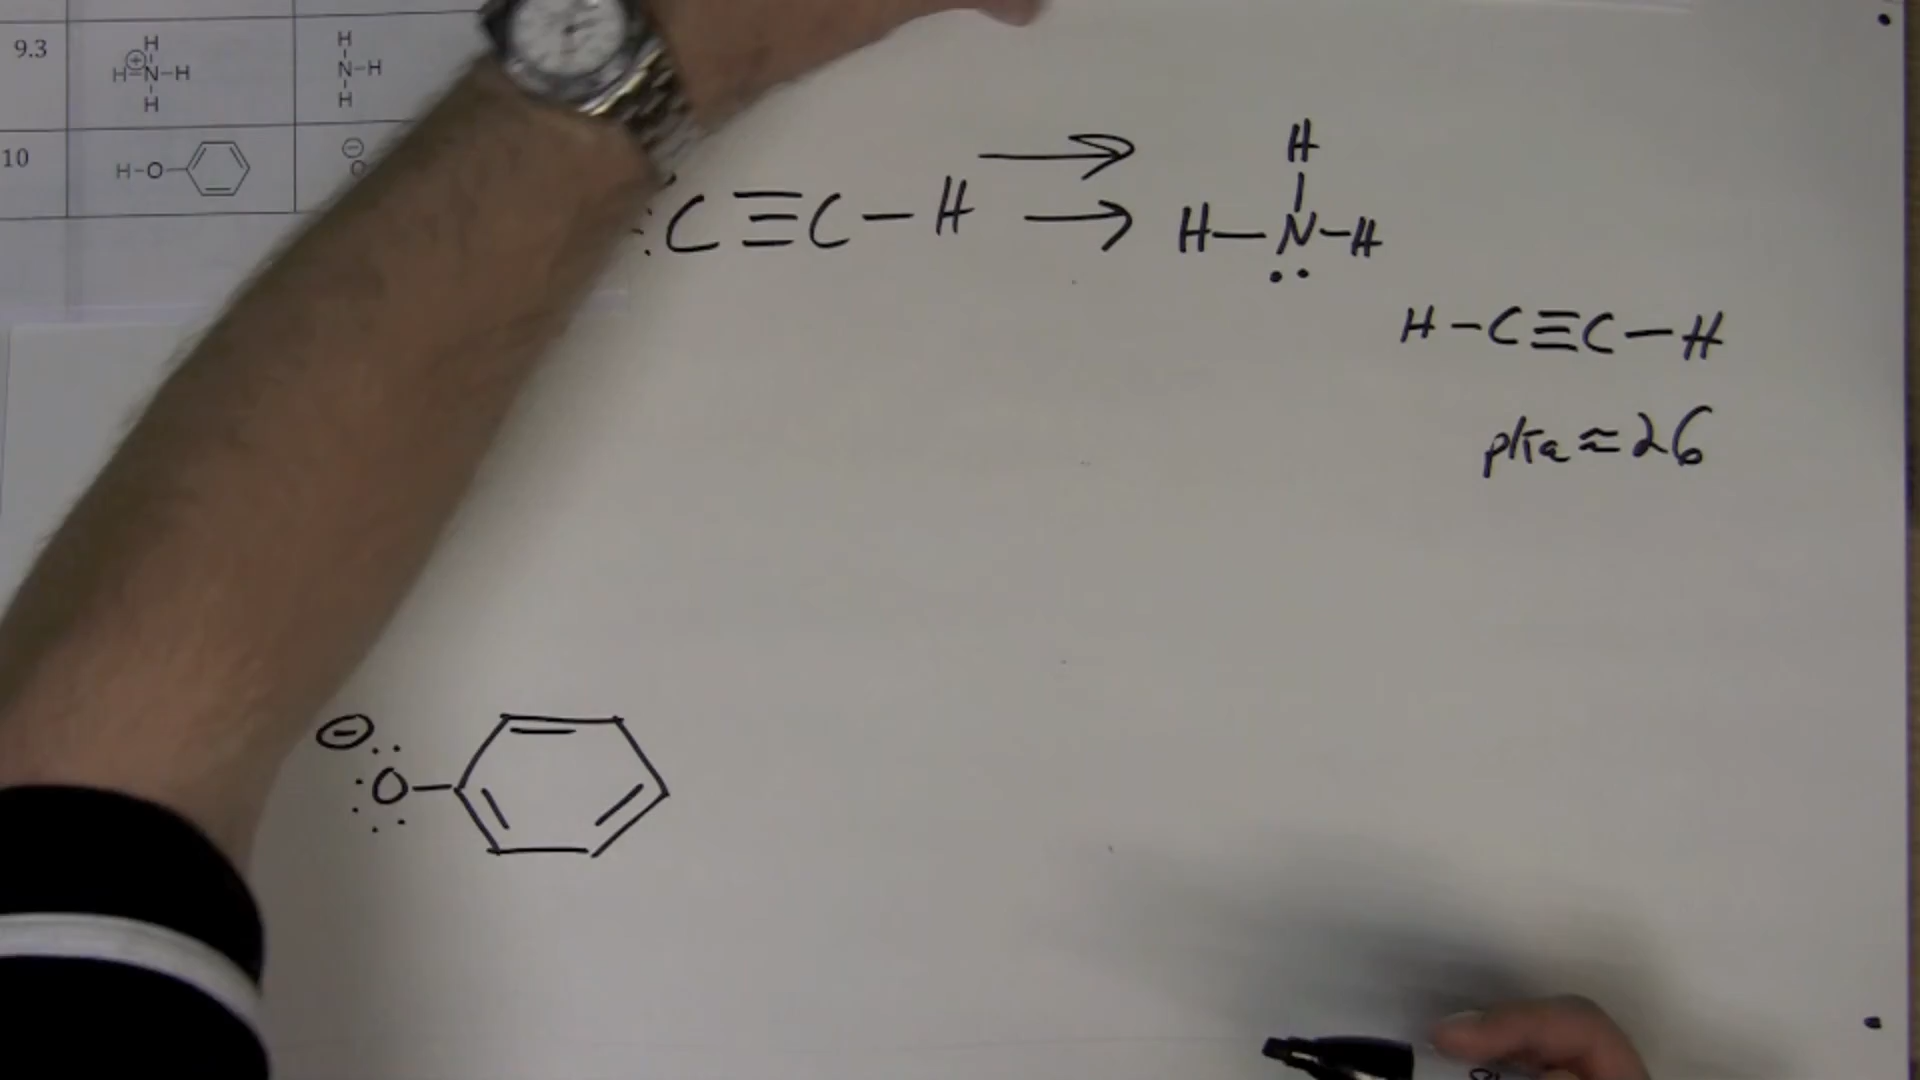 9.3
H
H N-H
H
H
N-H
H
10
H-O
⊖
O
:C≡C-H
H
H-N-H
H-C≡C-H
pKa≈26
⊖
:O: